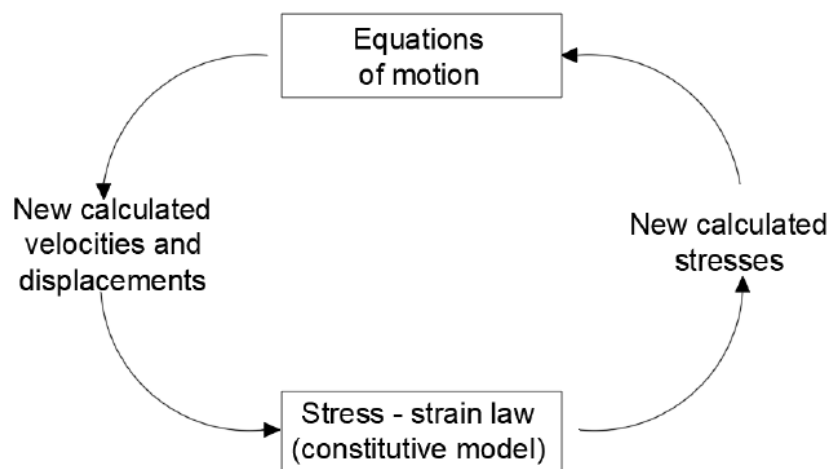 Equations
of motion
New calculated
velocities and
displacements
New calculated
stresses
Stress - strain law
(constitutive model)